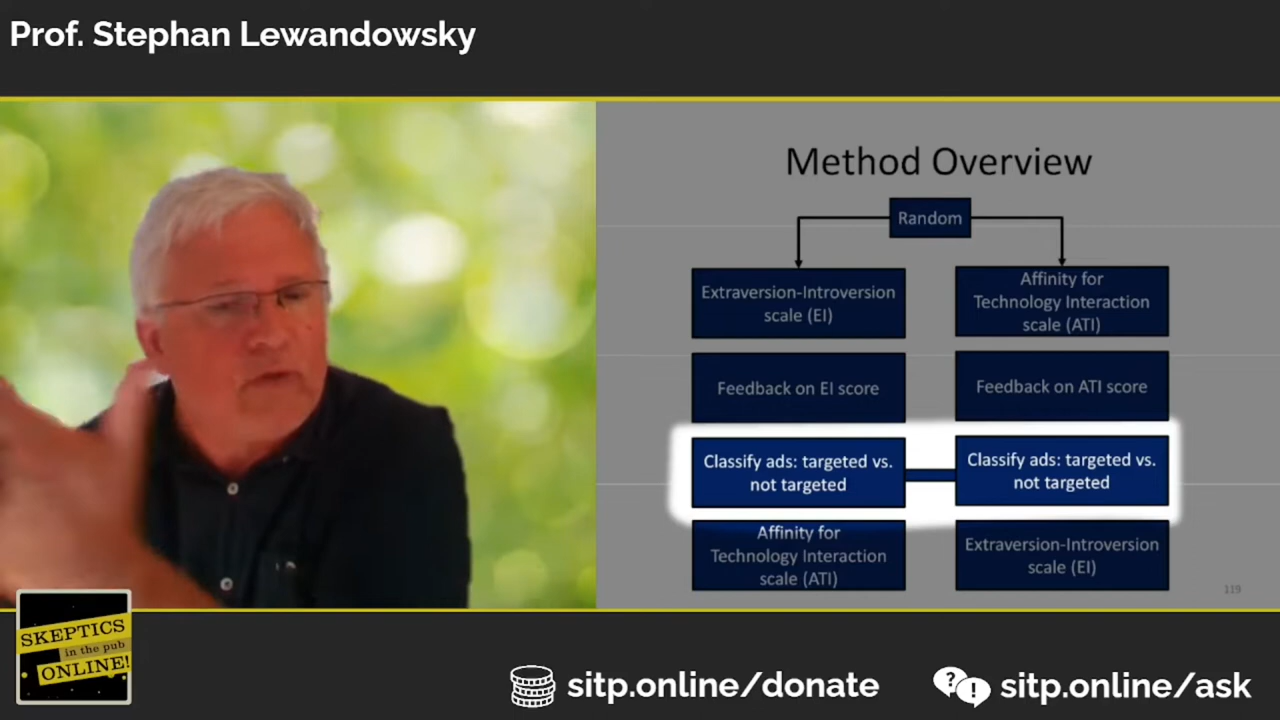 Prof. Stephan Lewandowsky
Method Overview
Random
Extraversion-Introversion
scale (EI)
Affinity for
Technology Interaction
scale (ATI)
Feedback on EI score
Feedback on ATI score
Classify ads: targeted vs.
not targeted
Classify ads: targeted vs.
not targeted
Affinity for
Technology Interaction
scale (ATI)
Extraversion-Introversion
scale (EI)
119
SKEPTICS
in the pub
ONLINE!
sitp.online/donate
sitp.online/ask